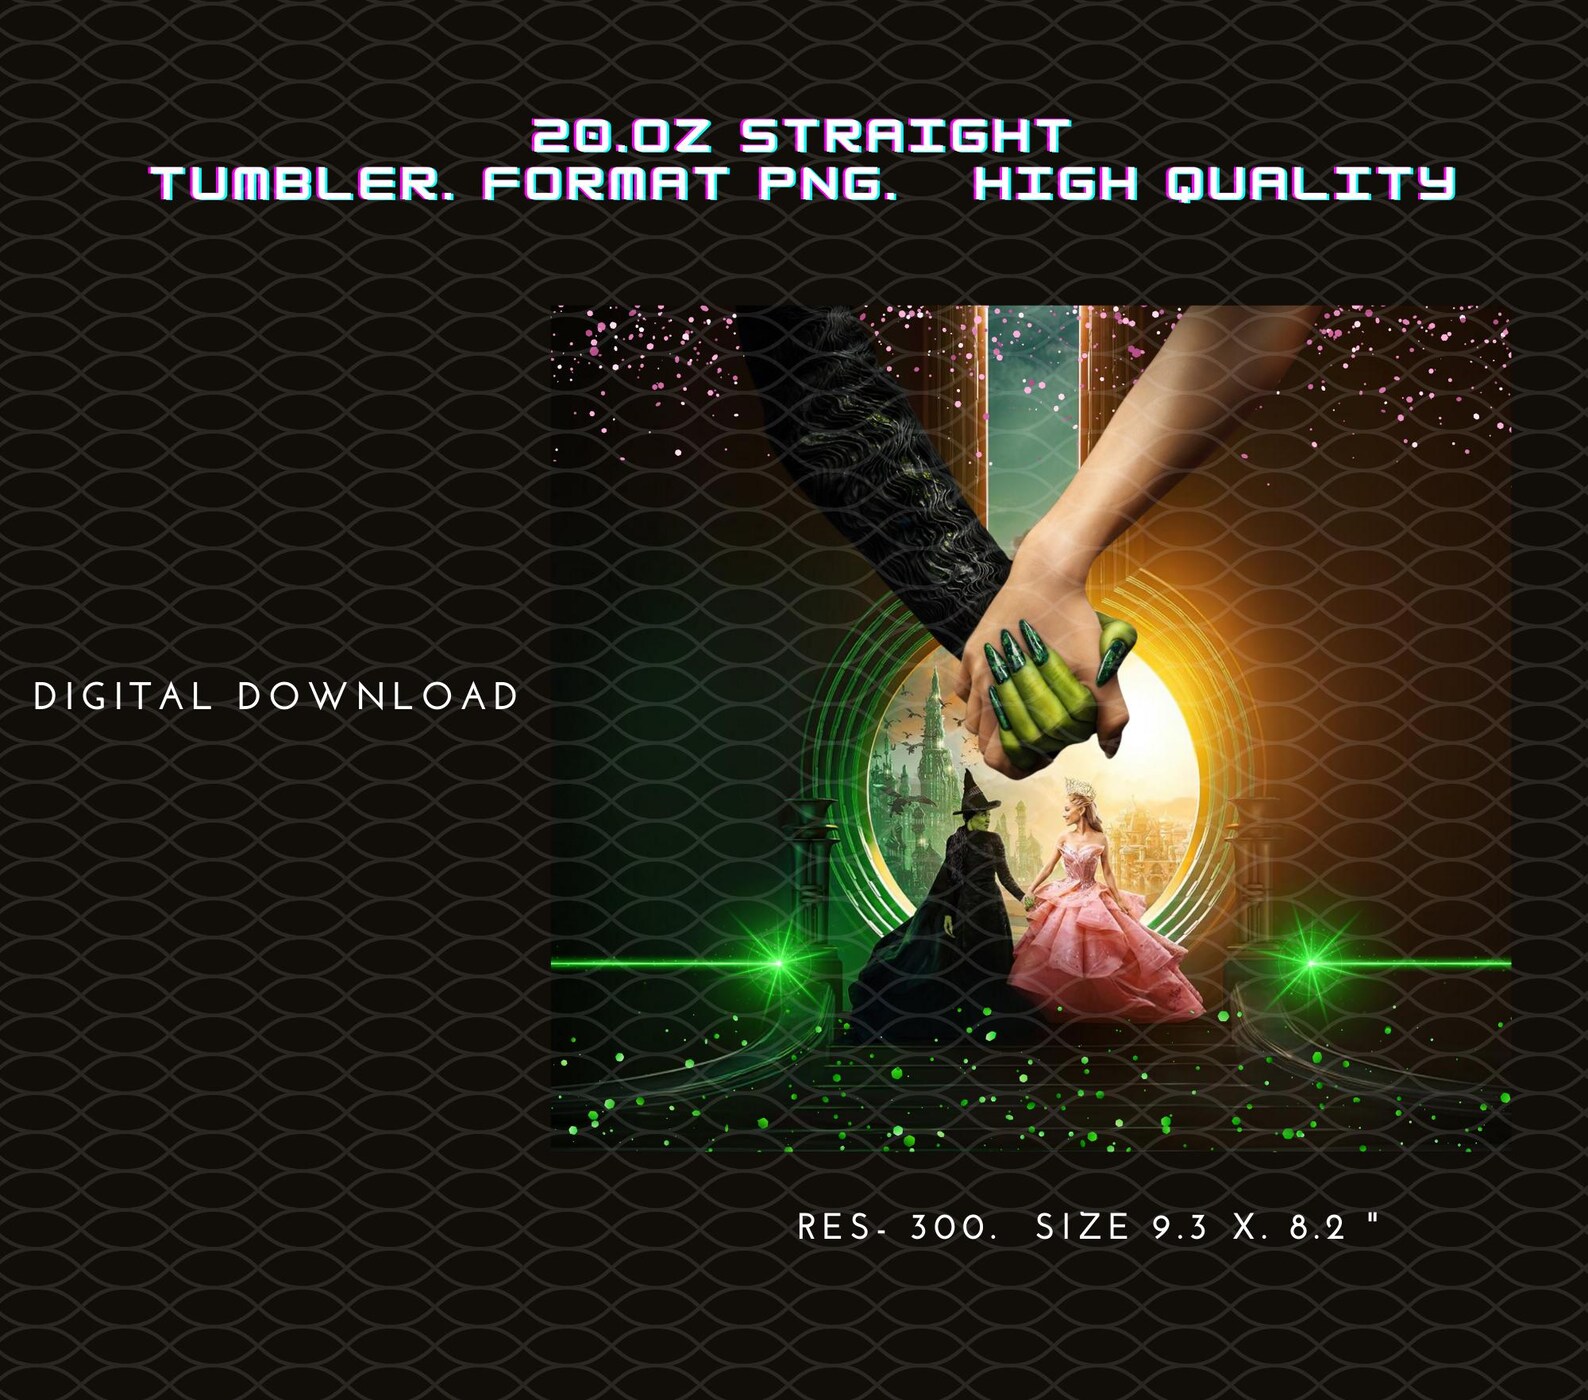 20.OZ STRAIGHT
TUMBLER. FORMAT PNG. HIGH QUALITY
DIGITAL DOWNLOAD
RES- 300. SIZE 9.3 X. 8.2 "